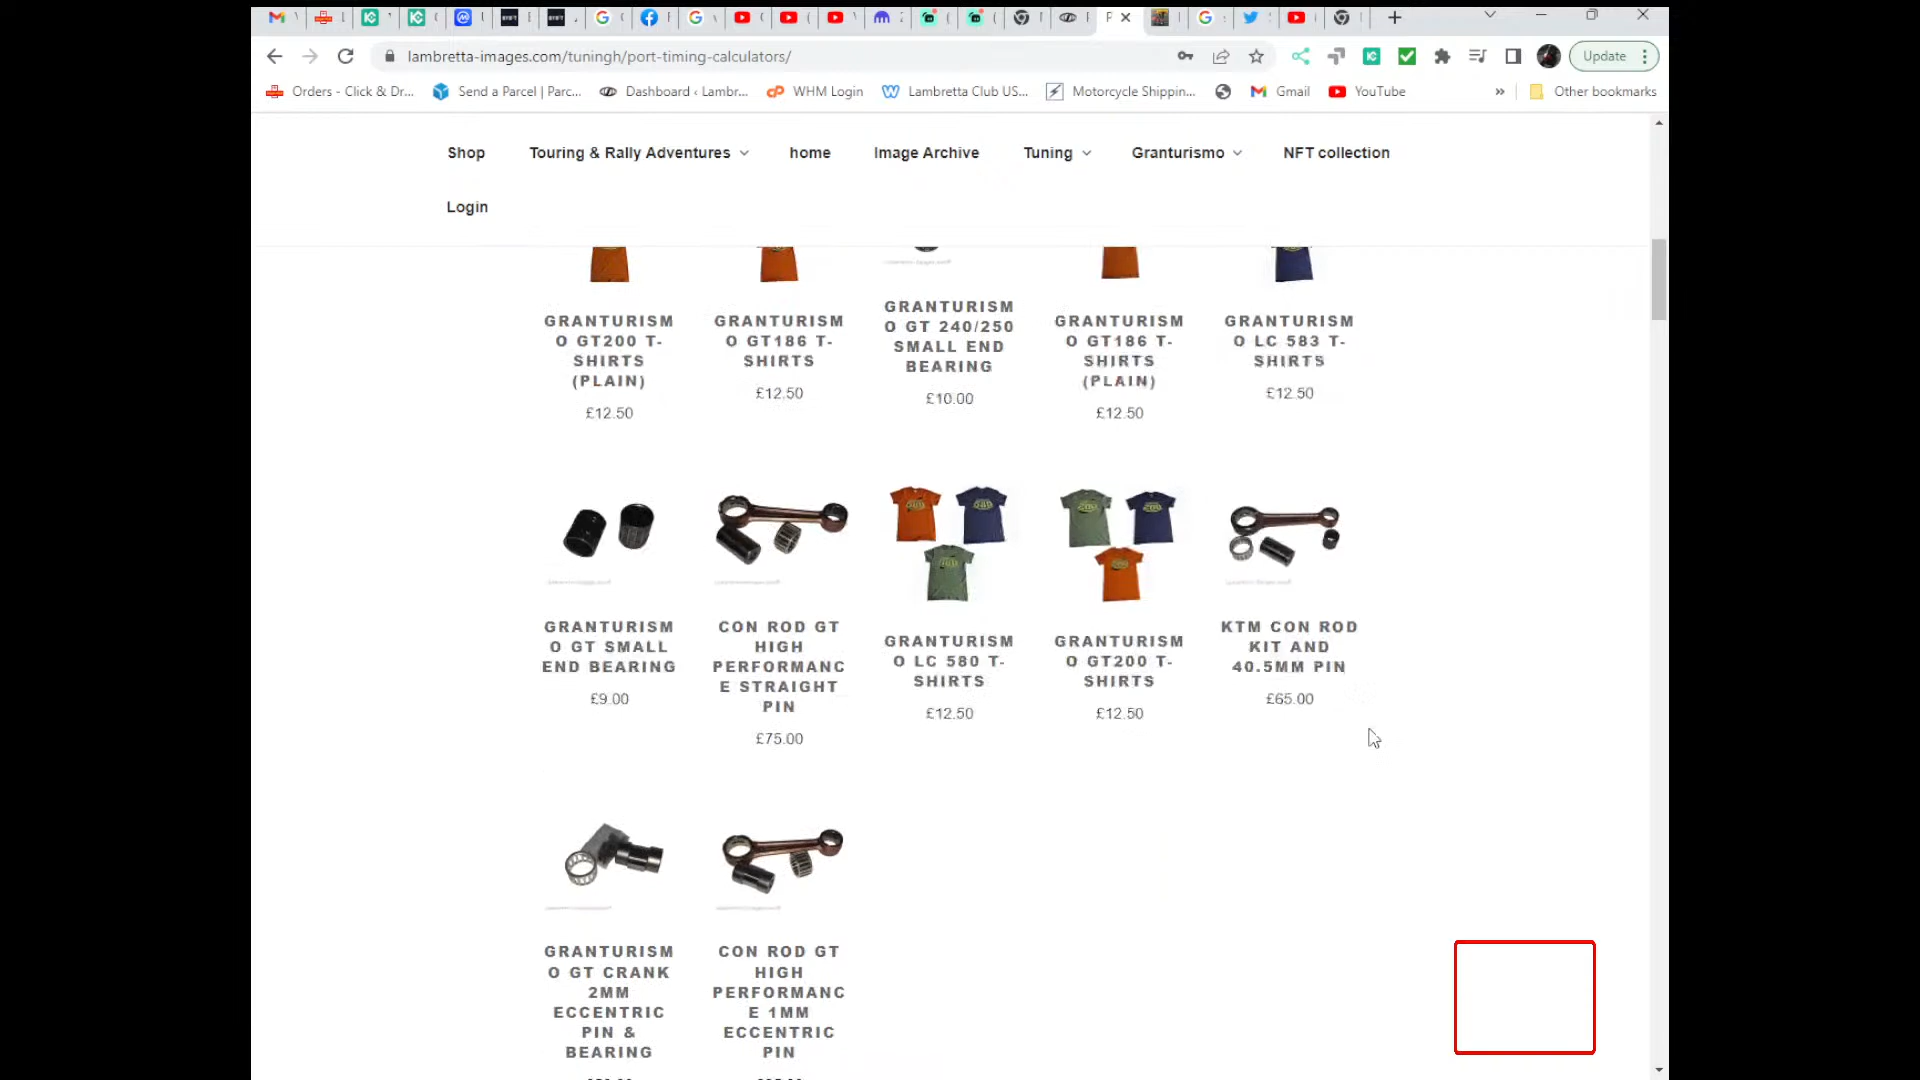 lambretta-images.com/tuningh/port-timing-calculators/
Update
Orders - Click & Dr...
Send a Parcel | Parc...
Dashboard ‹ Lambr...
WHM Login
Lambretta Club US...
Motorcycle Shippin...
Gmail
YouTube
»
Other bookmarks
Shop
Touring & Rally Adventures
home
Image Archive
Tuning
Granturismo
NFT collection
Login
GRANTURISM
O GT200 T-
SHIRTS
(PLAIN)
£12.50
GRANTURISM
O GT186 T-
SHIRTS
£12.50
GRANTURISM
O GT 240/250
SMALL END
BEARING
£10.00
GRANTURISM
O GT186 T-
SHIRTS
(PLAIN)
£12.50
GRANTURISM
O LC 583 T-
SHIRTS
£12.50
GRANTURISM
O GT SMALL
END BEARING
£9.00
CON ROD GT
HIGH
PERFORMANC
E STRAIGHT
PIN
£75.00
GRANTURISM
O LC 580 T-
SHIRTS
£12.50
GRANTURISM
O GT200 T-
SHIRTS
£12.50
KTM CON ROD
KIT AND
40.5MM PIN
£65.00
GRANTURISM
O GT CRANK
2MM
ECCENTRIC
PIN &
BEARING
CON ROD GT
HIGH
PERFORMANC
E 1MM
ECCENTRIC
PIN